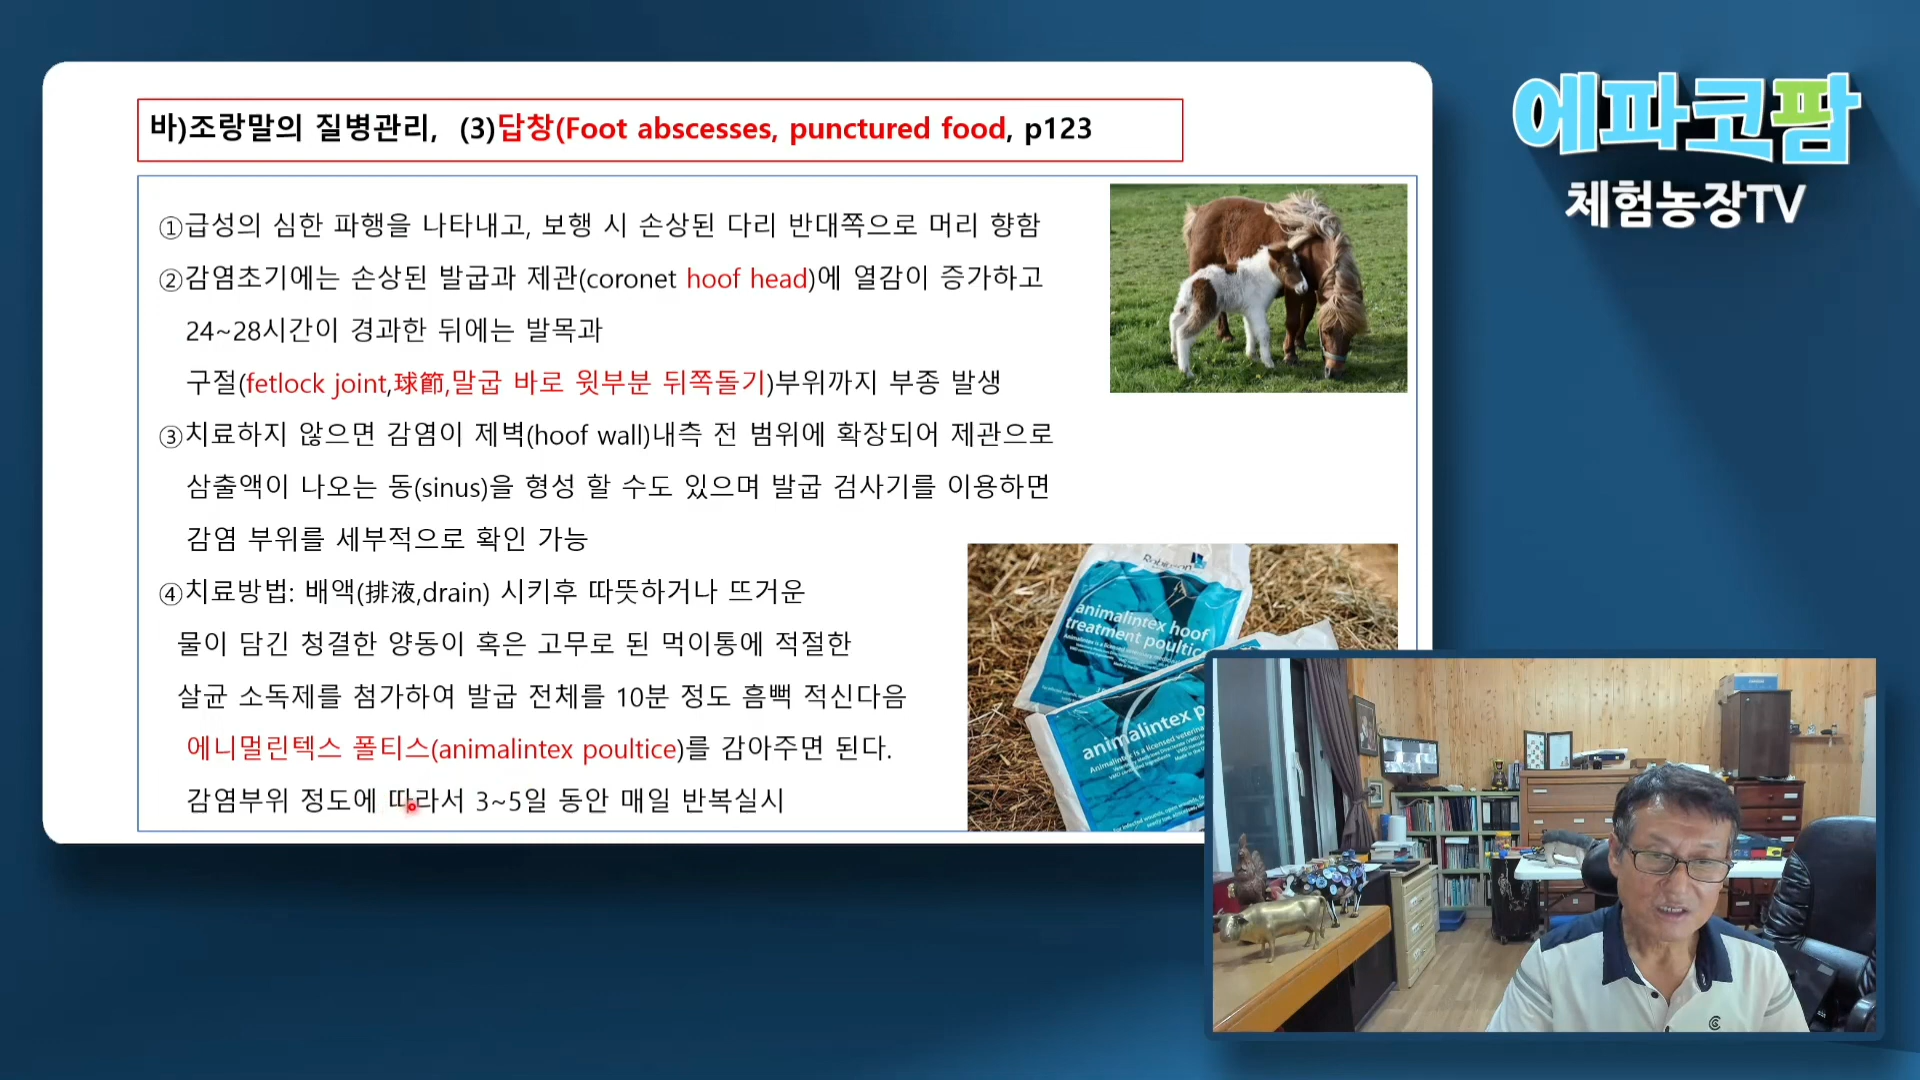 바)조랑말의 질병관리, (3)답창(Foot abscesses, punctured food, p123
에파코팜
체험농장TV
①급성의 심한 파행을 나타내고, 보행 시 손상된 다리 반대쪽으로 머리 향함
②감염초기에는 손상된 발굽과 제관(coronet hoof head)에 열감이 증가하고
24~28시간이 경과한 뒤에는 발목과
구절(fetlock joint,球節,말굽 바로 윗부분 뒤쪽돌기)부위까지 부종 발생
③치료하지 않으면 감염이 제벽(hoof wall)내측 전 범위에 확장되어 제관으로
삼출액이 나오는 동(sinus)을 형성 할 수도 있으며 발굽 검사기를 이용하면
감염 부위를 세부적으로 확인 가능
④치료방법: 배액(排液,drain) 시키후 따뜻하거나 뜨거운
물이 담긴 청결한 양동이 혹은 고무로 된 먹이통에 적절한
살균 소독제를 첨가하여 발굽 전체를 10분 정도 흠뻑 적신다음
에니멀린텍스 폴티스(animalintex poultice)를 감아주면 된다.
감염부위 정도에 따라서 3~5일 동안 매일 반복실시
animalintex hoof
treatment poultic
animalintex p